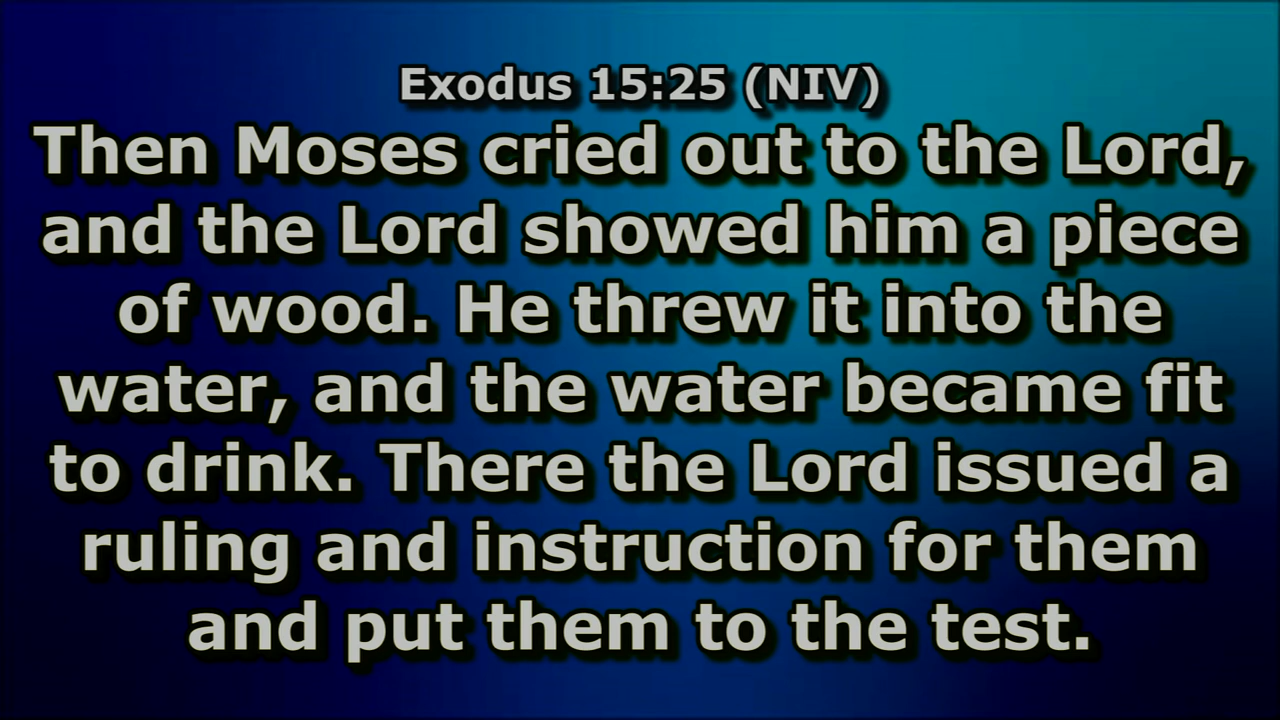 Exodus 15:25 (NIV)
Then Moses cried out to the Lord,
and the Lord showed him a piece
of wood. He threw it into the
water, and the water became fit
to drink. There the Lord issued a
ruling and instruction for them
and put them to the test.